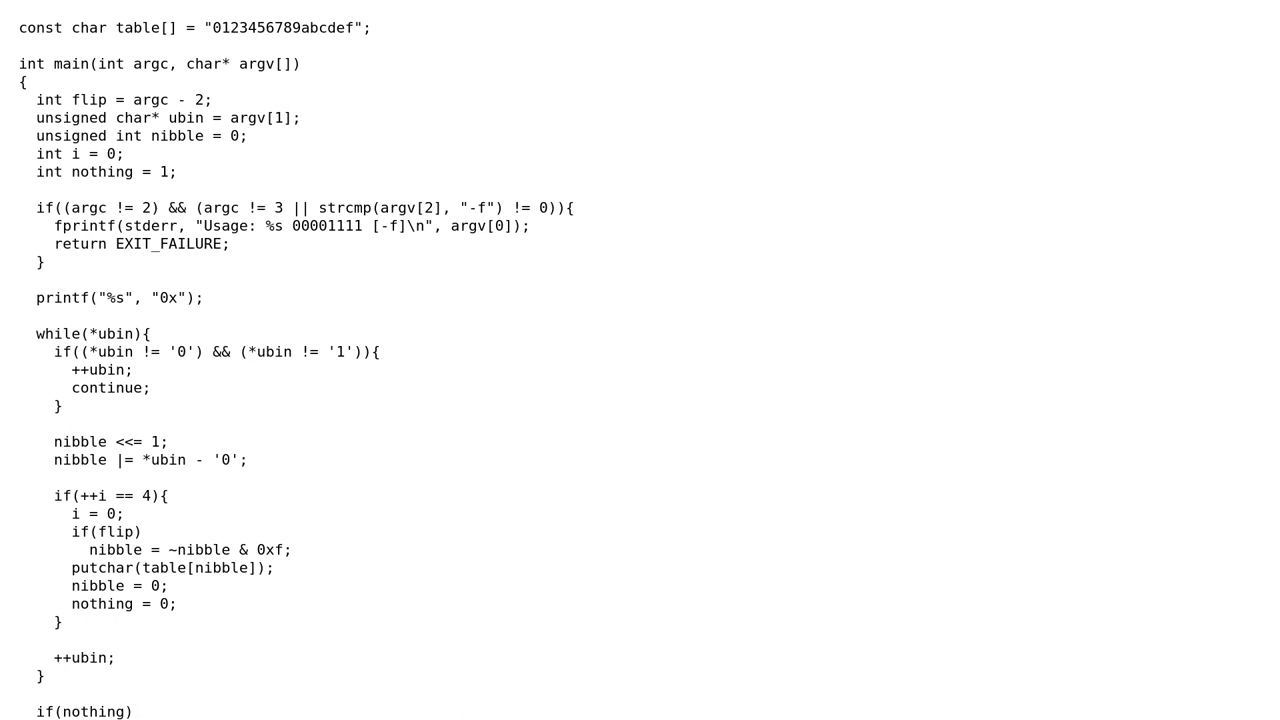 const char table[] = "0123456789abcdef";

int main(int argc, char* argv[])
{
  int flip = argc - 2;
  unsigned char* ubin = argv[1];
  unsigned int nibble = 0;
  int i = 0;
  int nothing = 1;

  if((argc != 2) && (argc != 3 || strcmp(argv[2], "-f") != 0)){
    fprintf(stderr, "Usage: %s 00001111 [-f]\n", argv[0]);
    return EXIT_FAILURE;
  }

  printf("%s", "0x");

  while(*ubin){
    if((*ubin != '0') && (*ubin != '1')){
      ++ubin;
      continue;
    }

    nibble <<= 1;
    nibble |= *ubin - '0';

    if(++i == 4){
      i = 0;
      if(flip)
        nibble = ~nibble & 0xf;
      putchar(table[nibble]);
      nibble = 0;
      nothing = 0;
    }

    ++ubin;
  }

  if(nothing)